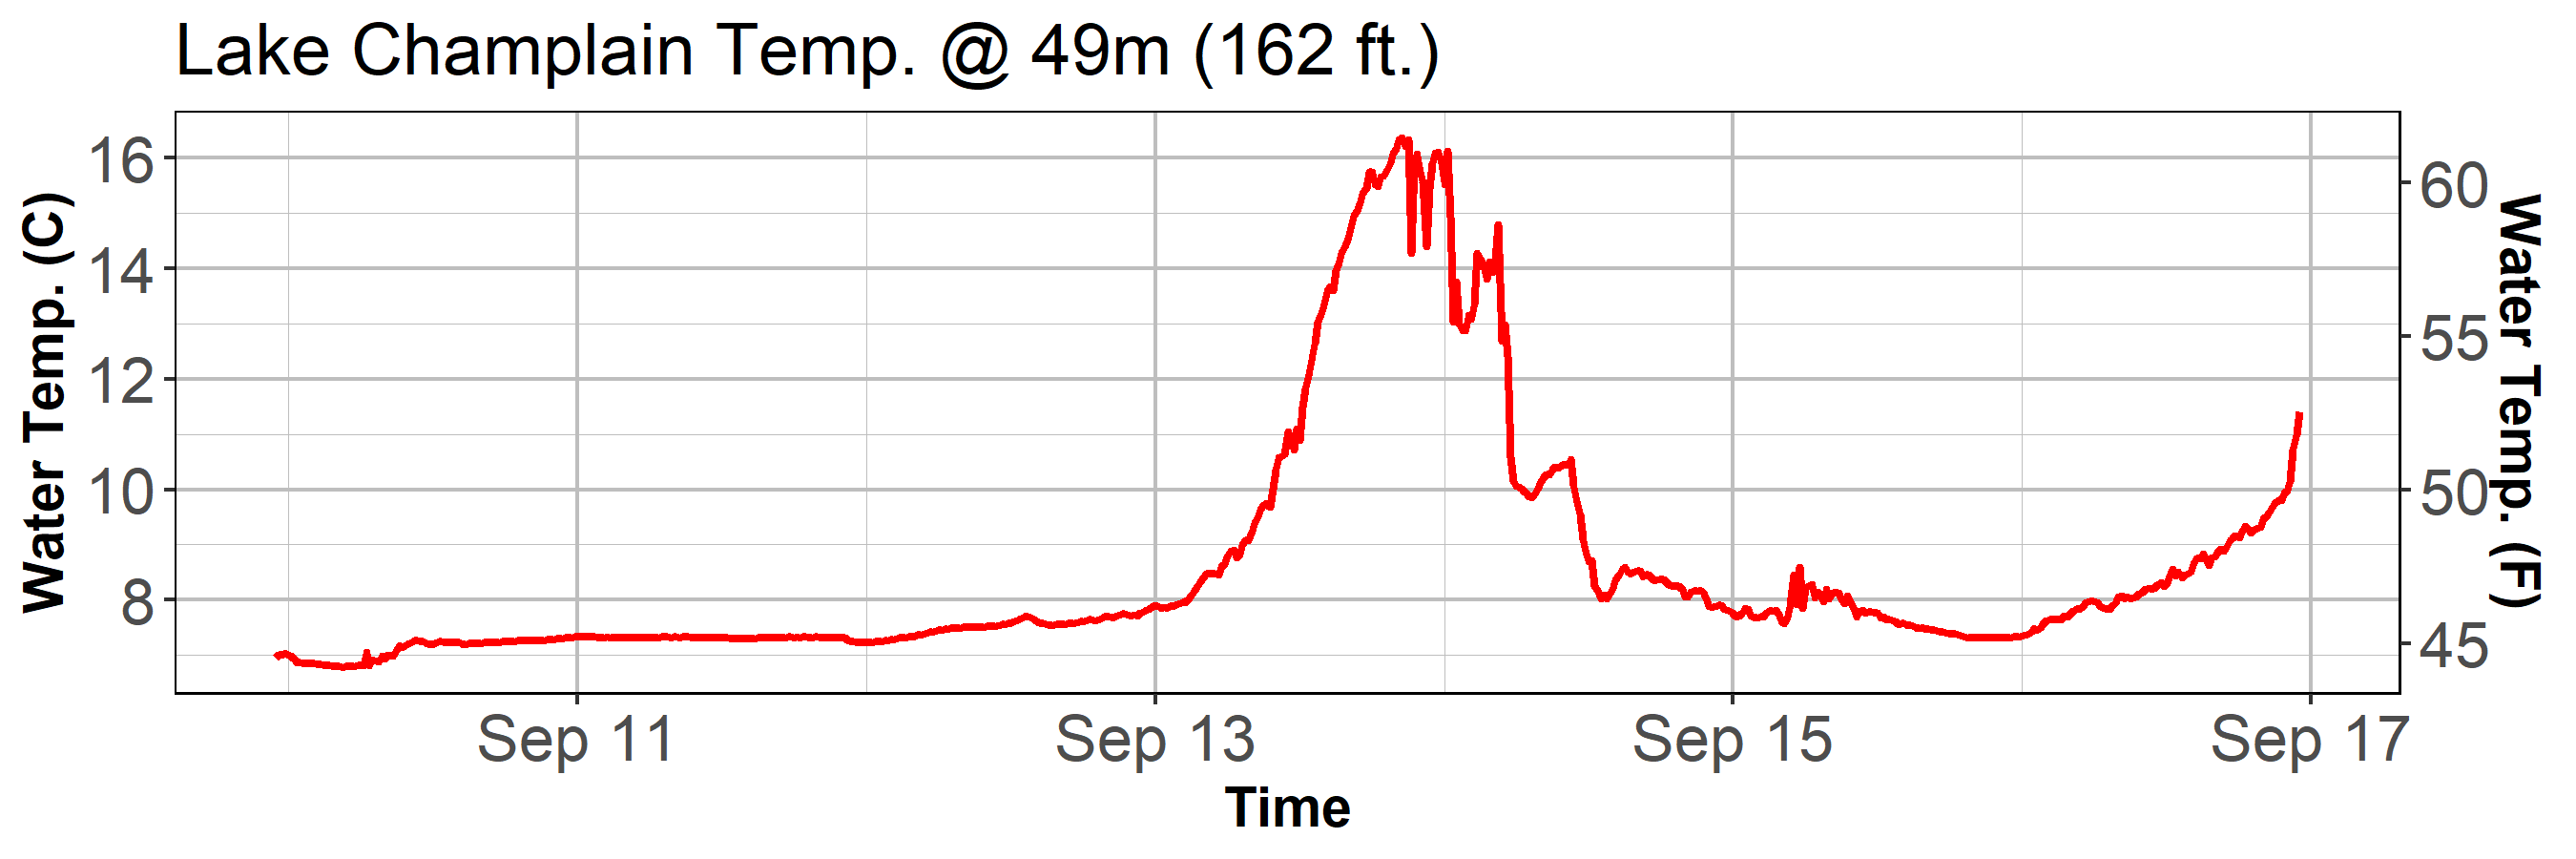 Lake Champlain Temp. @ 49m (162 ft.)
Water Temp. (C)
16
14
12
10
8
60
55
50
45
Water Temp. (F)
Sep 11
Sep 13
Sep 15
Sep 17
Time